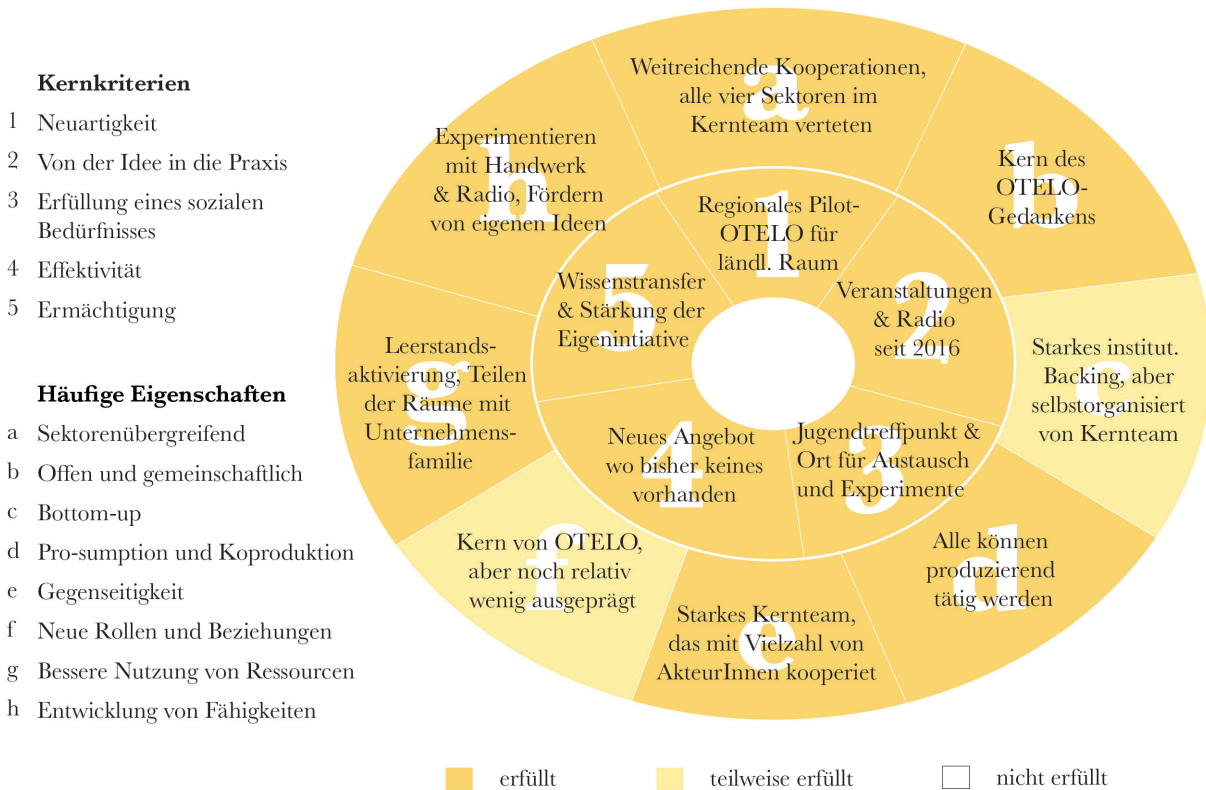 Kernkriterien
1 Neuartigkeit
2 Von der Idee in die Praxis
3 Erfüllung eines sozialen
Bedürfnisses
4 Effektivität
5 Ermächtigung
Häufige Eigenschaften
a Sektorenübergreifend
b Offen und gemeinschaftlich
c Bottom-up
d Pro-sumption und Koproduktion
e Gegenseitigkeit
f Neue Rollen und Beziehungen
g Bessere Nutzung von Ressourcen
h Entwicklung von Fähigkeiten
a
Weitreichende Kooperationen,
alle vier Sektoren im
Kernteam verteten
b
Kern des
OTELO-
Gedankens
c
Starkes institut.
Backing, aber
selbstorganisiert
von Kernteam
d
Alle können
produzierend
tätig werden
e
Starkes Kernteam,
das mit Vielzahl von
AkteurInnen kooperiet
f
Kern von OTELO,
aber noch relativ
wenig ausgeprägt
g
Leerstands-
aktivierung, Teilen
der Räume mit
Unternehmens-
familie
h
Experimentieren
mit Handwerk
& Radio, Fördern
von eigenen Ideen
1
Regionales Pilot-
OTELO für
ländl. Raum
2
Veranstaltungen
& Radio
seit 2016
3
Jugendtreffpunkt &
Ort für Austausch
und Experimente
4
Neues Angebot
wo bisher keines
vorhanden
5
Wissenstransfer
& Stärkung der
Eigenintiative
erfüllt
teilweise erfüllt
nicht erfüllt